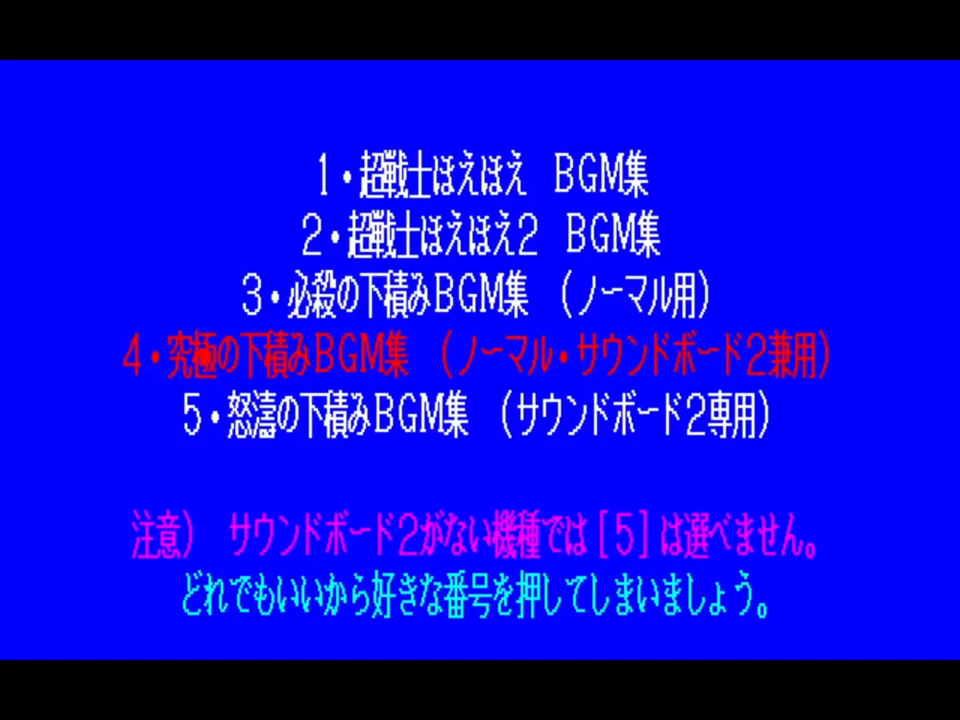 1・超戦士ほえほえ　BGM集
2・超戦士ほえほえ2　BGM集
3・必殺の下積みBGM集　(ノーマル用)
4・究極の下積みBGM集　(ノーマル・サウンドボード2兼用)
5・怒濤の下積みBGM集　(サウンドボード2専用)
注意)　サウンドボード2がない機種では[5]は選べません。
どれでもいいから好きな番号を押してしまいましょう。